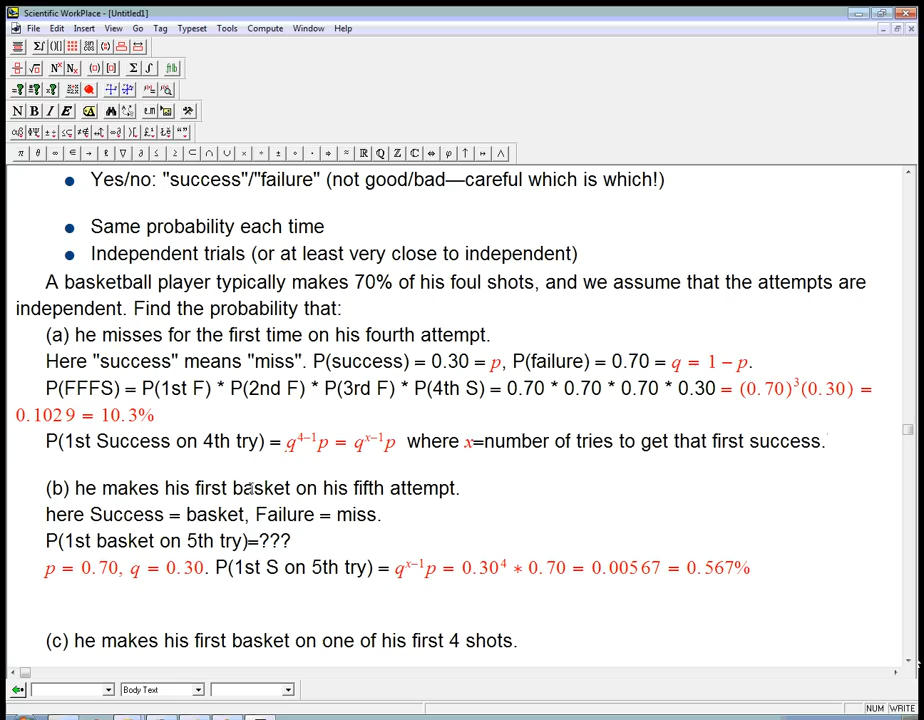 Scientific WorkPlace - [Untitled1]
File Edit Insert View Go Tag Typeset Tools Compute Window Help
• Yes/no: "success"/"failure" (not good/bad—careful which is which!)
• Same probability each time
• Independent trials (or at least very close to independent)
A basketball player typically makes 70% of his foul shots, and we assume that the attempts are
independent. Find the probability that:
(a) he misses for the first time on his fourth attempt.
Here "success" means "miss". P(success) = 0.30 = p, P(failure) = 0.70 = q = 1 − p.
P(FFFS) = P(1st F) * P(2nd F) * P(3rd F) * P(4th S) = 0.70 * 0.70 * 0.70 * 0.30 = (0.70)³(0.30) =
0.1029 = 10.3%
P(1st Success on 4th try) = q⁴⁻¹p = qˣ⁻¹p where x=number of tries to get that first success.
(b) he makes his first basket on his fifth attempt.
here Success = basket, Failure = miss.
P(1st basket on 5th try)=???
p = 0.70, q = 0.30. P(1st S on 5th try) = qˣ⁻¹p = 0.30⁴ ∗ 0.70 = 0.00567 = 0.567%
(c) he makes his first basket on one of his first 4 shots.
Body Text
NUM WRITE